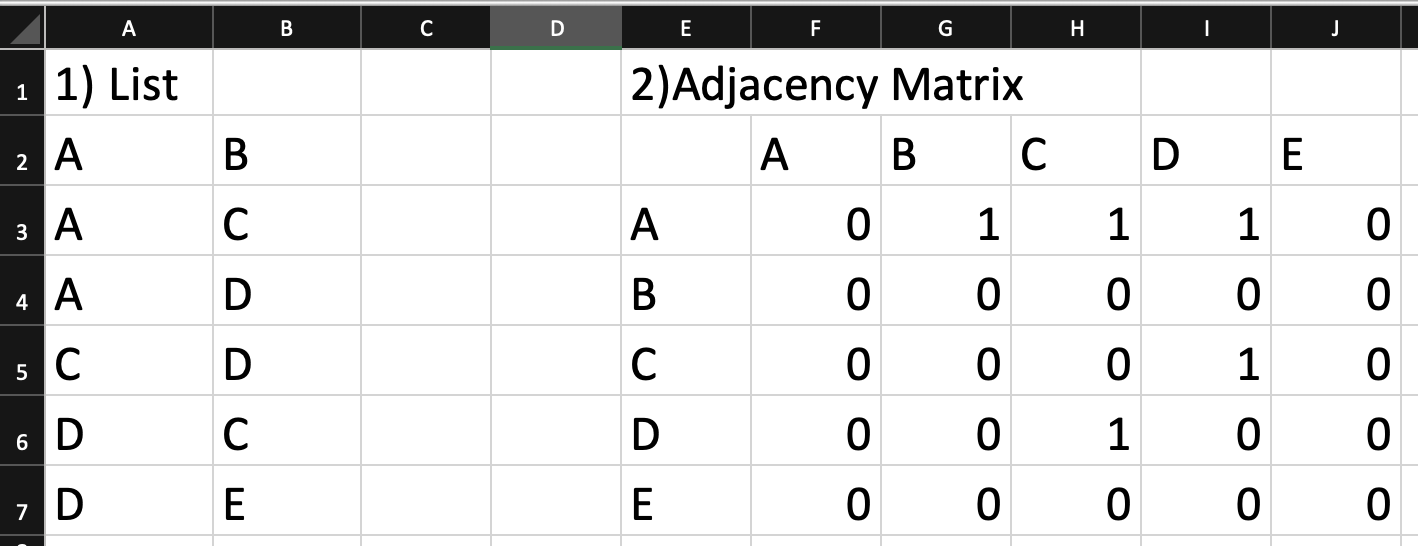 A B C D E F G H I J
1 1) List 2)Adjacency Matrix
2 A B A B C D E
3 A C A 0 1 1 1 0
4 A D B 0 0 0 0 0
5 C D C 0 0 0 1 0
6 D C D 0 0 1 0 0
7 D E E 0 0 0 0 0